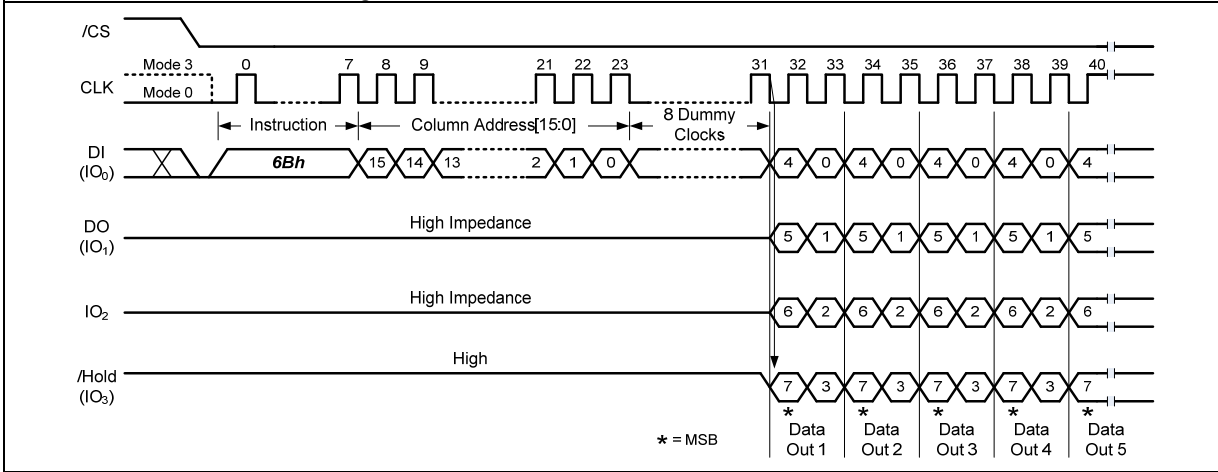 /CS
Mode 3 0 7 8 9 21 22 23 31 32 33 34 35 36 37 38 39 40
CLK
Mode 0
Instruction Column Address[15:0] 8 Dummy Clocks
DI (IO0) 6Bh 15 14 13 2 1 0 4 0 4 0 4 0 4 0 4
DO (IO1) High Impedance 5 1 5 1 5 1 5 1 5
IO2 High Impedance 6 2 6 2 6 2 6 2 6
/Hold (IO3) High 7 3 7 3 7 3 7 3 7
* * * * *
* = MSB
Data Out 1 Data Out 2 Data Out 3 Data Out 4 Data Out 5